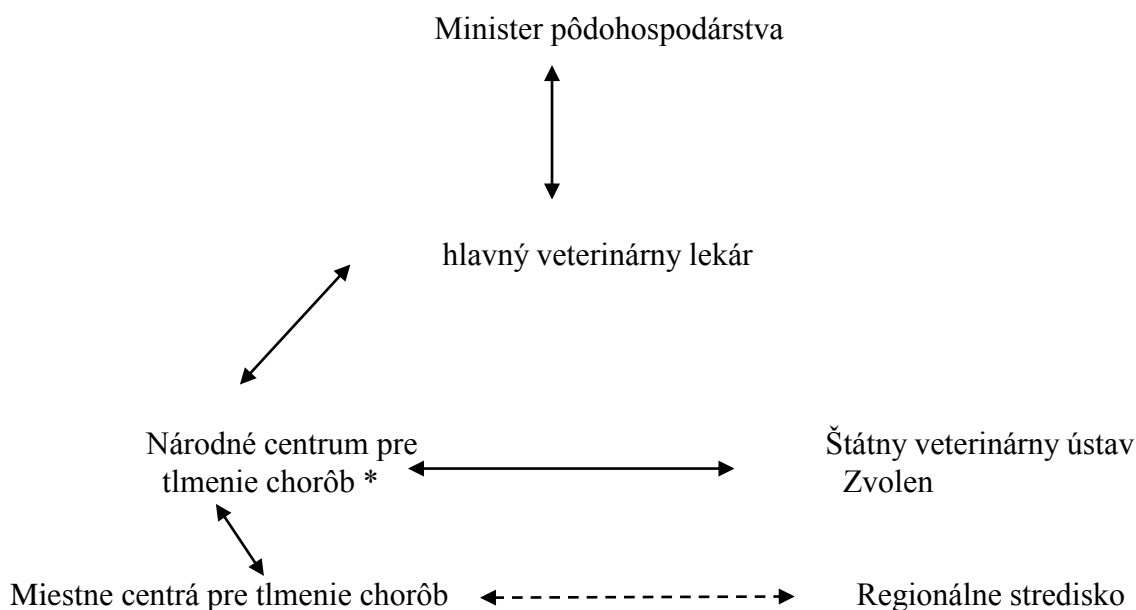 Minister pôdohospodárstva
hlavný veterinárny lekár
Národné centrum pre
tlmenie chorôb *
Štátny veterinárny ústav
Zvolen
Miestne centrá pre tlmenie chorôb
Regionálne stredisko